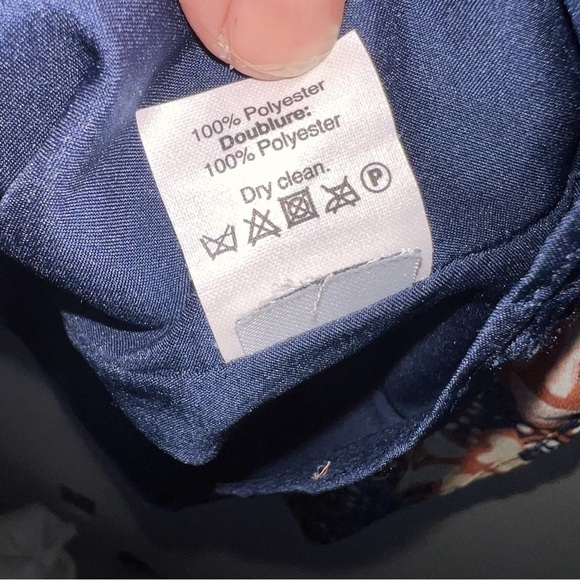 100% Polyester
Doublure:
100% Polyester
Dry clean.
P